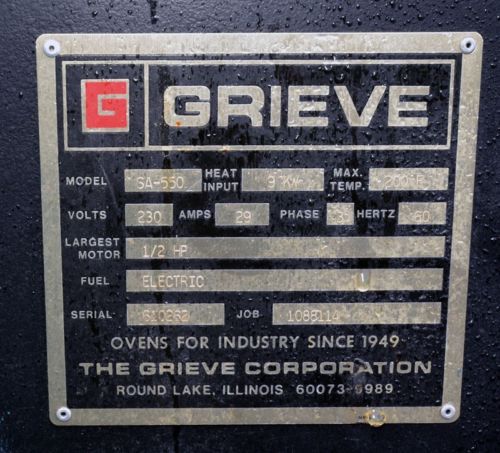 G GRIEVE
MODEL SA-550 HEAT INPUT 9 KW MAX. TEMP. 200°F
VOLTS 230 AMPS 29 PHASE 3 HERTZ 60
LARGEST MOTOR 1/2 HP
FUEL ELECTRIC
SERIAL 610262 JOB 1088114
OVENS FOR INDUSTRY SINCE 1949
THE GRIEVE CORPORATION
ROUND LAKE, ILLINOIS 60073-9989